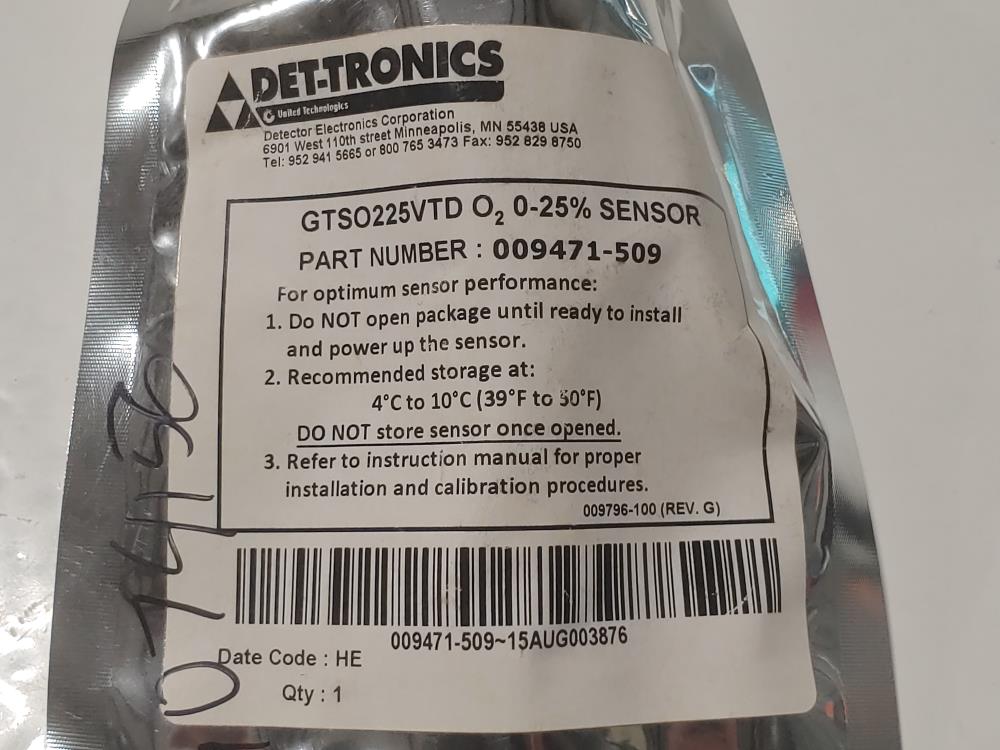 DET-TRONICS
United Technologies
Detector Electronics Corporation
6901 West 110th street Minneapolis, MN 55438 USA
Tel: 952 941 5665 or 800 765 3473 Fax: 952 829 8750
GTSO225VTD O₂ 0-25% SENSOR
PART NUMBER : 009471-509
For optimum sensor performance:
1. Do NOT open package until ready to install
and power up the sensor.
2. Recommended storage at:
4°C to 10°C (39°F to 50°F)
DO NOT store sensor once opened.
3. Refer to instruction manual for proper
installation and calibration procedures.
009796-100 (REV. G)
009471-509~15AUG003876
Date Code : HE
Qty : 1